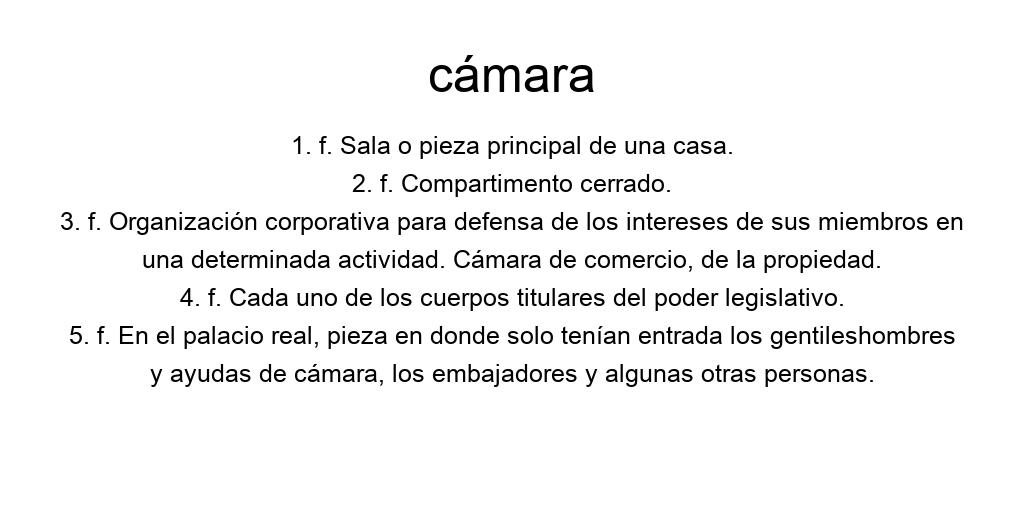 cámara
1. f. Sala o pieza principal de una casa.
2. f. Compartimento cerrado.
3. f. Organización corporativa para defensa de los intereses de sus miembros en
una determinada actividad. Cámara de comercio, de la propiedad.
4. f. Cada uno de los cuerpos titulares del poder legislativo.
5. f. En el palacio real, pieza en donde solo tenían entrada los gentileshombres
y ayudas de cámara, los embajadores y algunas otras personas.